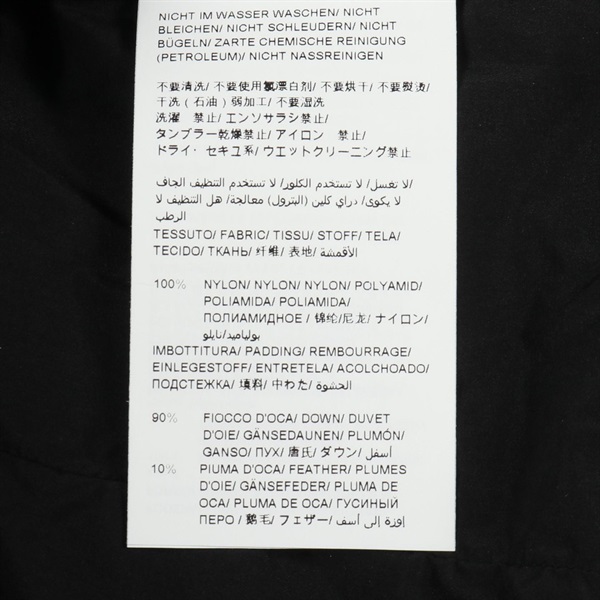 NICHT IM WASSER WASCHEN/ NICHT
BLEICHEN/ NICHT SCHLEUDERN/ NICHT
BÜGELN/ ZARTE CHEMISCHE REINIGUNG
(PETROLEUM)/ NICHT NASSREINIGEN
不要清洗/ 不要使用氯漂白剂/ 不要烘干/ 不要熨烫/
干洗（石油）弱加工/ 不要湿洗
洗濯 禁止/ エンソサラシ 禁止/
タンブラー乾燥禁止/ アイロン 禁止/
ドライ· セキユ系/ ウエットクリーニング禁止
لا تغسل/ لا تستخدم الكلور/ لا تستخدم التنظيف الجاف/
لا يكوى/ دراي كلين (البترول) معالجة/ هل التنظيف لا
الرطب
TESSUTO/ FABRIC/ TISSU/ STOFF/ TELA/
TECIDO/ ТКАНЬ/ 纤维/ 表地/ الأقمشة/
100% NYLON/ NYLON/ NYLON/ POLYAMID/
POLIAMIDA/ POLIAMIDA/
ПОЛИАМИДНОЕ / 锦纶/尼龙/ ナイロン/
بولياميد/نايلو
IMBOTTITURA/ PADDING/ REMBOURRAGE/
EINLEGESTOFF/ ENTRETELA/ ACOLCHOADO/
ПОДСТЕЖКА/ 填料/ 中わた/ الحشوة/
90% FIOCCO D'OCA/ DOWN/ DUVET
D'OIE/ GÄNSEDAUNEN/ PLUMÓN/
GANSO/ ПУХ/ 唐氏/ ダウン/ أسفل/
10% PIUMA D'OCA/ FEATHER/ PLUMES
D'OIE/ GÄNSEFEDER/ PLUMA DE
OCA/ PLUMA DE OCA/ ГУСИНЫЙ
ПЕРО / 鹅毛/ フェザー/ إوزة إلى أسف/